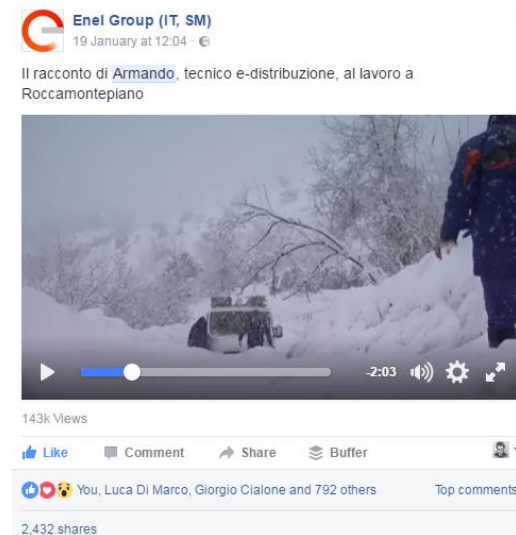 Enel Group (IT, SM)
19 January at 12:04 ·
Il racconto di Armando, tecnico e-distribuzione, al lavoro a
Roccamontepiano
-2:03
143k Views
Like Comment Share Buffer
You, Luca Di Marco, Giorgio Cialone and 792 others Top comments
2,432 shares